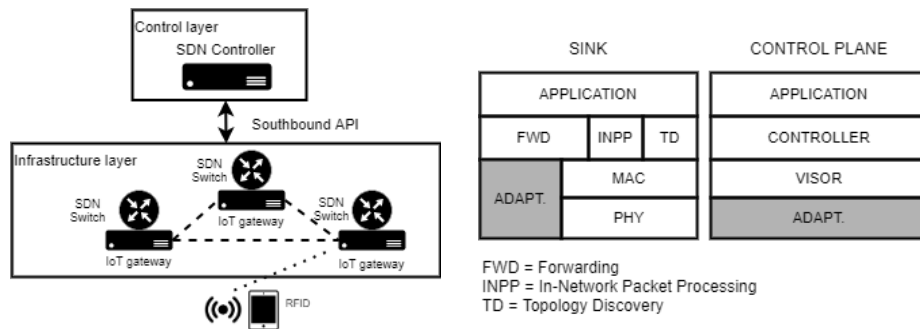 Control layer
SDN Controller
Southbound API
Infrastructure layer
SDN
Switch
IoT gateway
SDN
Switch
IoT gateway
SDN
Switch
IoT gateway
RFID
SINK
APPLICATION
FWD
INPP
TD
ADAPT.
MAC
PHY
CONTROL PLANE
APPLICATION
CONTROLLER
VISOR
ADAPT.
FWD = Forwarding
INPP = In-Network Packet Processing
TD = Topology Discovery